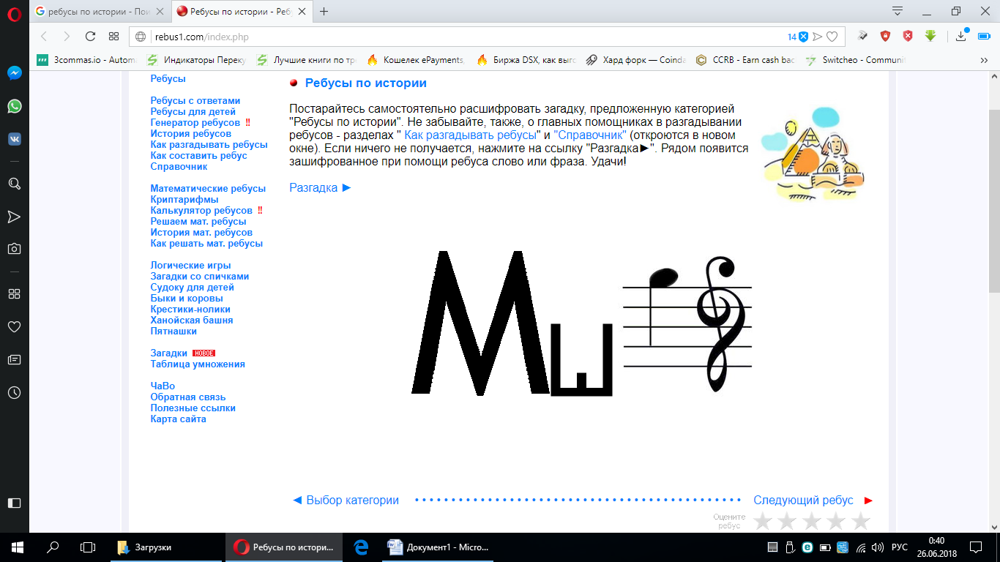 ребусы по истории - Пои
Ребусы по истории - Реб
rebus1.com/index.php
14
3commas.io - Autom
Индикаторы Перек
Лучшие книги по тр
Кошелек ePayments,
Биржа DSX, как выго
Хард форк — Coinda
CCRB - Earn cash bac
Switcheo - Communit
Ребусы
Ребусы с ответами
Ребусы для детей
Генератор ребусов !!
История ребусов
Как разгадывать ребусы
Как составить ребус
Справочник
Математические ребусы
Криптарифмы
Калькулятор ребусов !!
Решаем мат. ребусы
История мат. ребусов
Как решать мат. ребусы
Логические игры
Загадки со спичками
Судоку для детей
Быки и коровы
Крестики-нолики
Ханойская башня
Пятнашки
Загадки НОВОЕ
Таблица умножения
ЧаВо
Обратная связь
Полезные ссылки
Карта сайта
Ребусы по истории
Постарайтесь самостоятельно расшифровать загадку, предложенную категорией
"Ребусы по истории". Не забывайте, также, о главных помощниках в разгадывании
ребусов - разделах " Как разгадывать ребусы" и "Справочник" (откроются в новом
окне). Если ничего не получается, нажмите на ссылку "Разгадка►". Рядом появится
зашифрованное при помощи ребуса слово или фраза. Удачи!
Разгадка ►
М Ш
◄ Выбор категории
Следующий ребус ►
Оцените
ребус
Загрузки
Ребусы по истори...
Документ1 - Micro...
РУС
0:40
26.06.2018